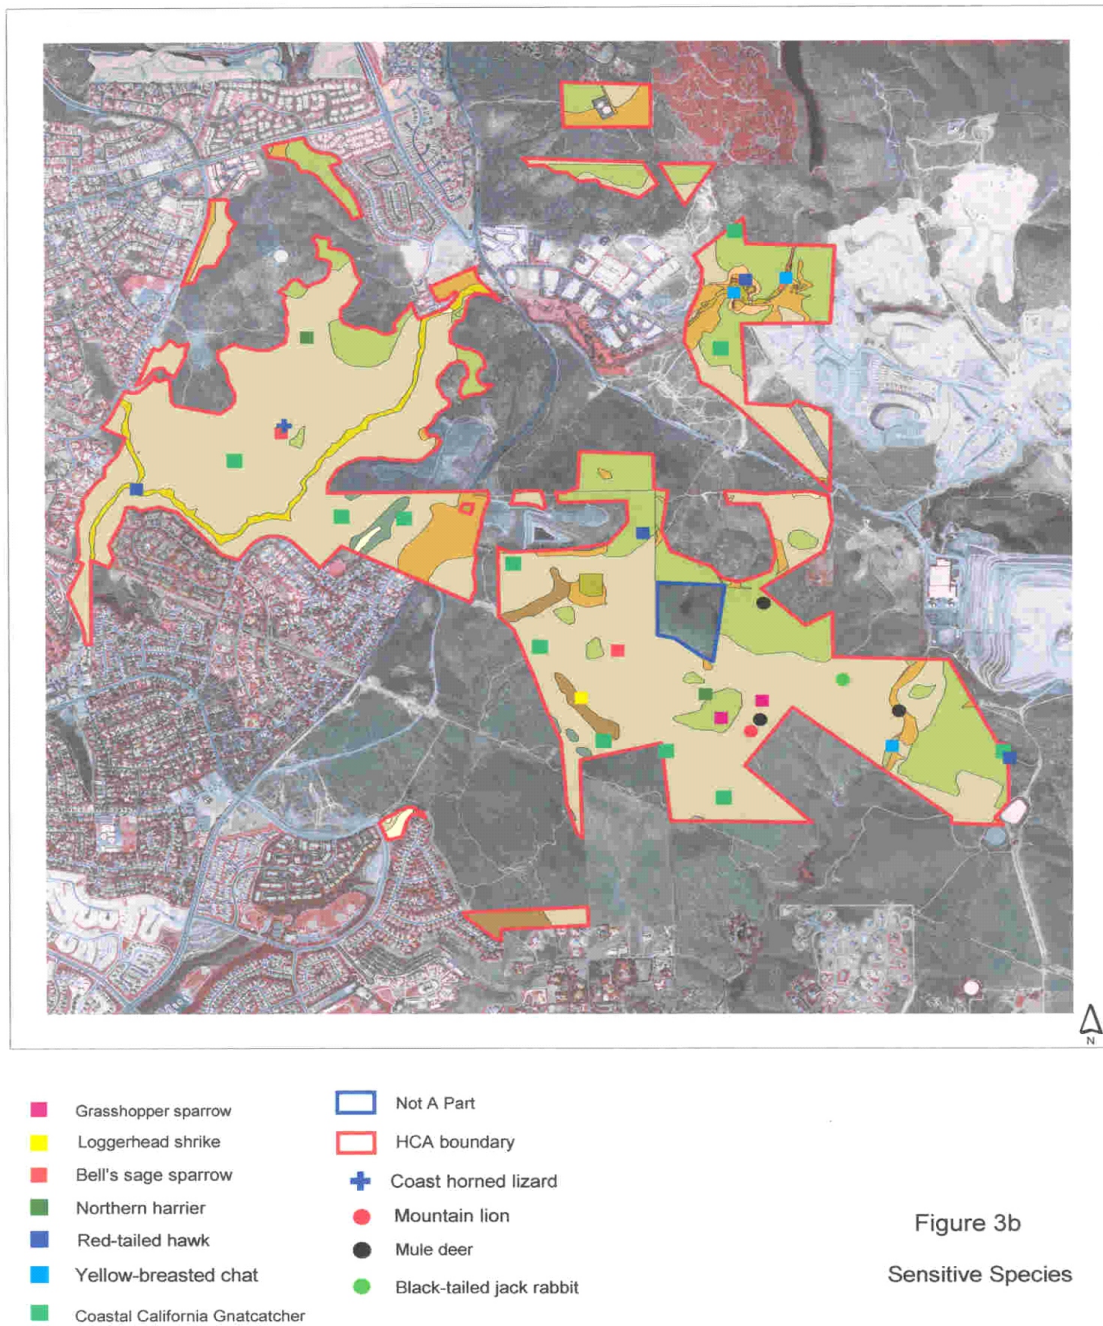 N
Grasshopper sparrow
Loggerhead shrike
Bell's sage sparrow
Northern harrier
Red-tailed hawk
Yellow-breasted chat
Coastal California Gnatcatcher
Not A Part
HCA boundary
Coast horned lizard
Mountain lion
Mule deer
Black-tailed jack rabbit
Figure 3b
Sensitive Species